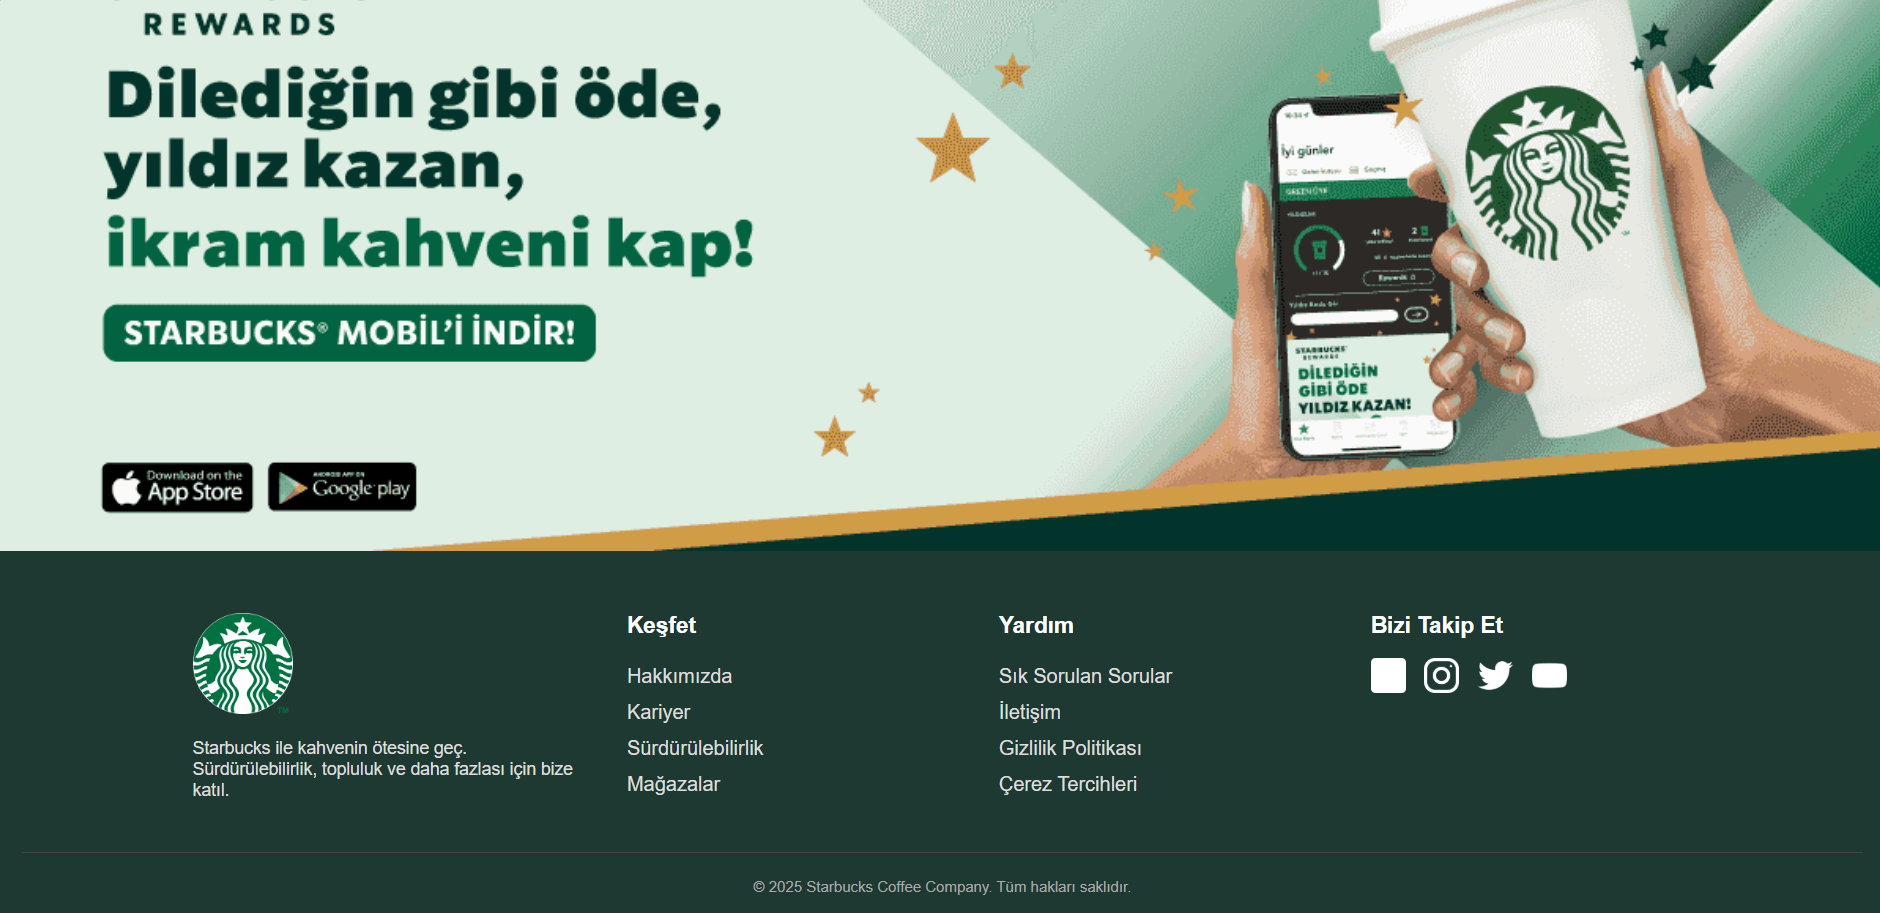 REWARDS
Dilediğin gibi öde,
yıldız kazan,
ikram kahveni kap!
STARBUCKS® MOBİL’İ İNDİR!
Download on the
App Store
ANDROID APP ON
Google play
İyi günler
GREEN ÜYE
STARBUCKS™
REWARDS
DİLEDİĞİN
GİBİ ÖDE
YILDIZ KAZAN!
Starbucks ile kahvenin ötesine geç.
Sürdürülebilirlik, topluluk ve daha fazlası için bize
katıl.
Keşfet
Hakkımızda
Kariyer
Sürdürülebilirlik
Mağazalar
Yardım
Sık Sorulan Sorular
İletişim
Gizlilik Politikası
Çerez Tercihleri
Bizi Takip Et
© 2025 Starbucks Coffee Company. Tüm hakları saklıdır.